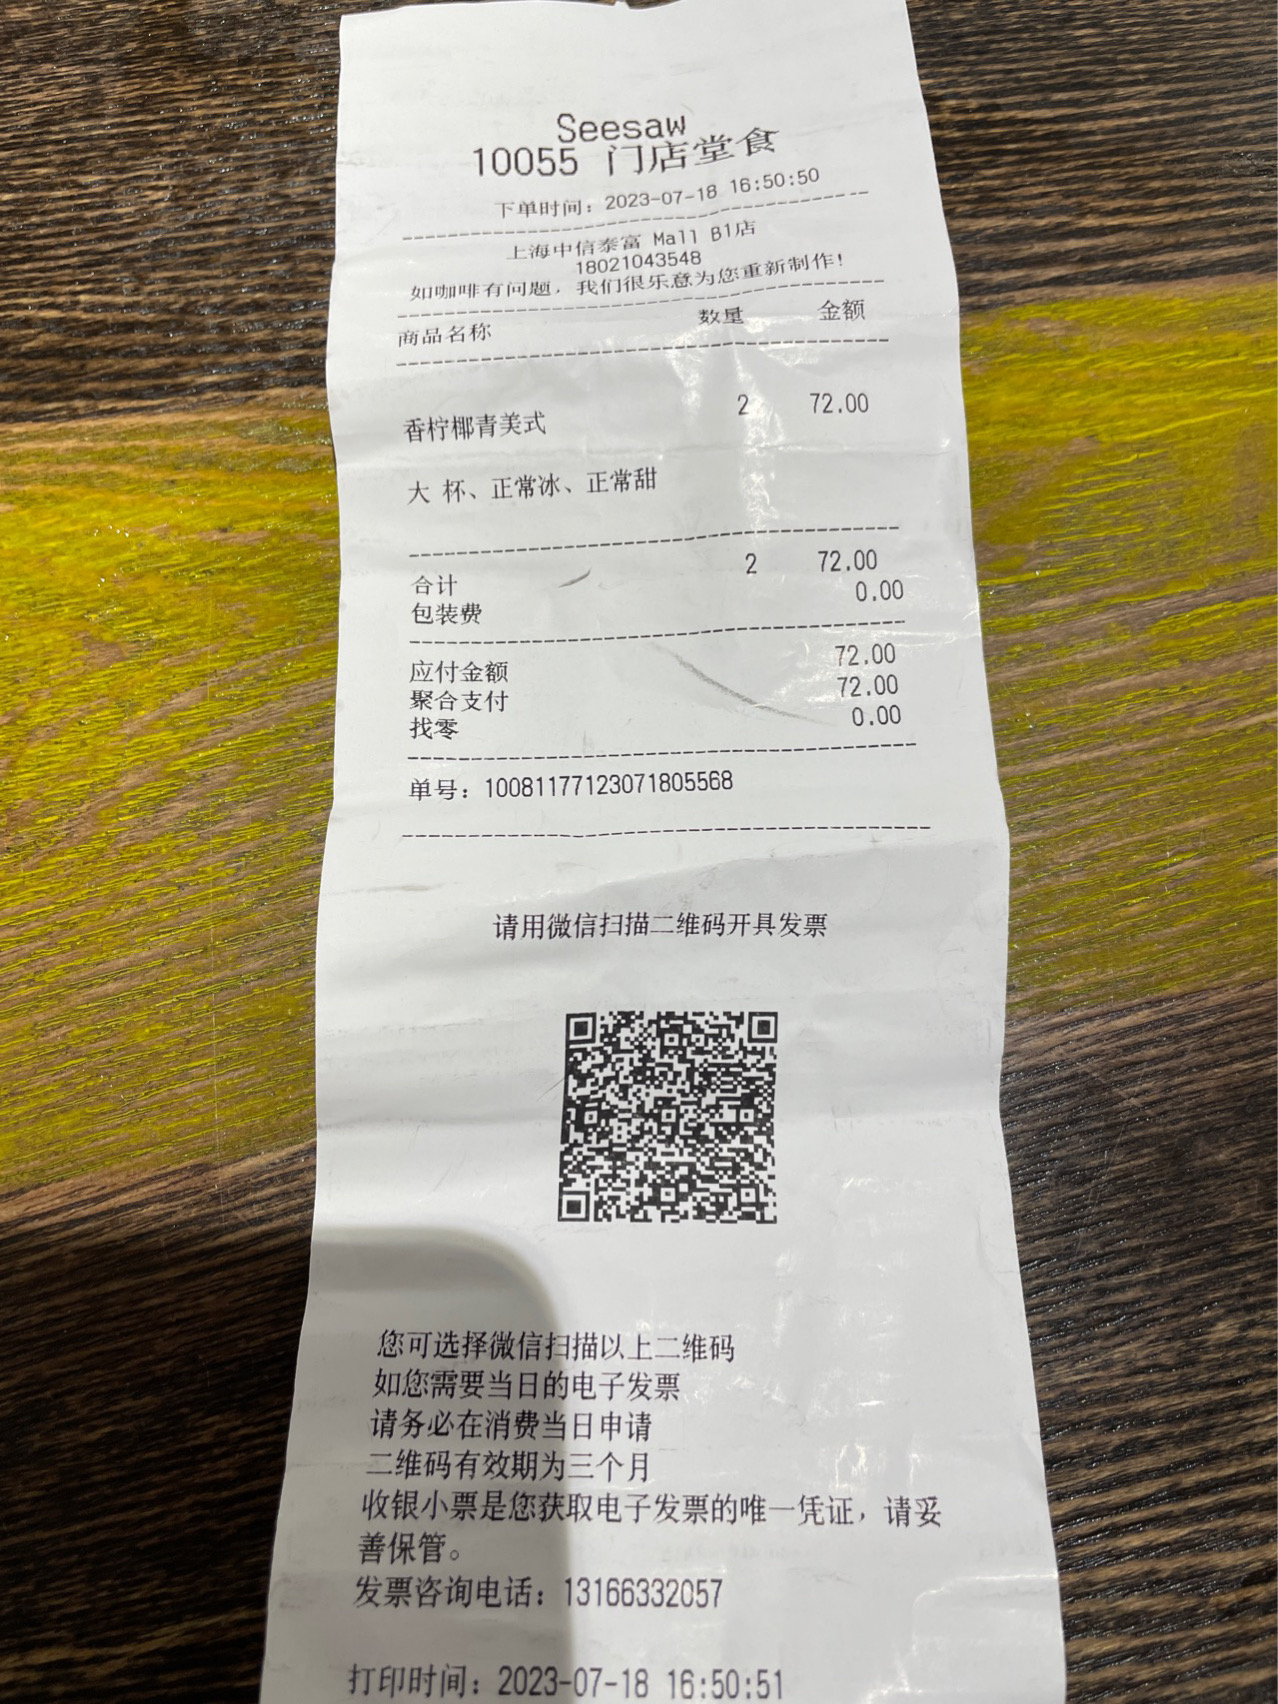 Seesaw
10055 门店堂食
下单时间：2023-07-18 16:50:50
上海中信泰富 Mall B1店
18021043548
如咖啡有问题，我们很乐意为您重新制作！
商品名称 数量 金额
香柠椰青美式 2 72.00
大 杯、正常冰、正常甜
合计 2 72.00
包装费 0.00
应付金额 72.00
聚合支付 72.00
找零 0.00
单号：10081177123071805568
请用微信扫描二维码开具发票
您可选择微信扫描以上二维码
如您需要当日的电子发票
请务必在消费当日申请
二维码有效期为三个月
收银小票是您获取电子发票的唯一凭证，请妥
善保管。
发票咨询电话：13166332057
打印时间：2023-07-18 16:50:51